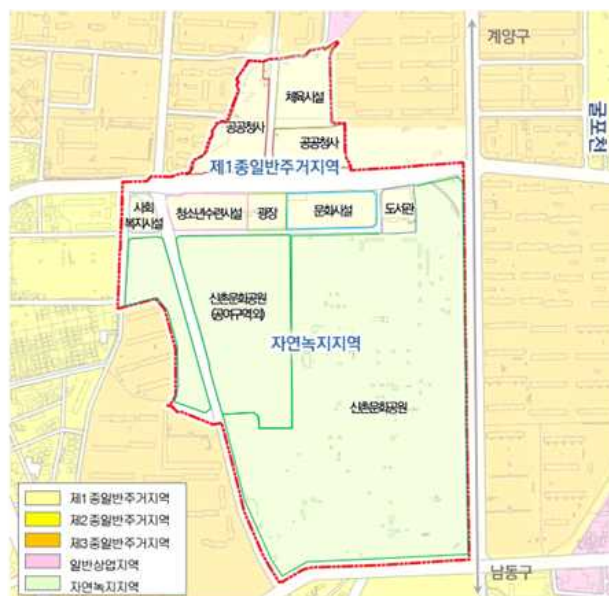 계양구
굴포천
체육시설
공공청사
공공청사
제1종일반주거지역
사회
복지시설
청소년수련시설
광장
문화시설
도서관
신촌문화공원
(공여구역외)
자연녹지지역
신촌문화공원
제1종일반주거지역
제2종일반주거지역
제3종일반주거지역
일반상업지역
자연녹지지역
남동구